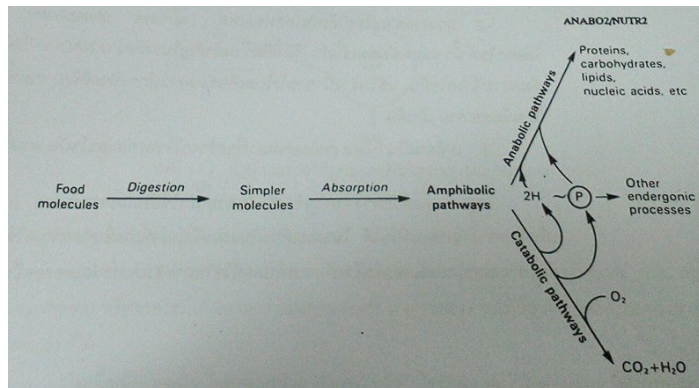 ANABO2/NUTR2
Proteins,
carbohydrates,
lipids,
nucleic acids, etc
Anabolic pathways
Food
molecules
Digestion
Simpler
molecules
Absorption
Amphibolic
pathways
2H
~P
Other
endergonic
processes
Catabolic pathways
O₂
CO₂+H₂O